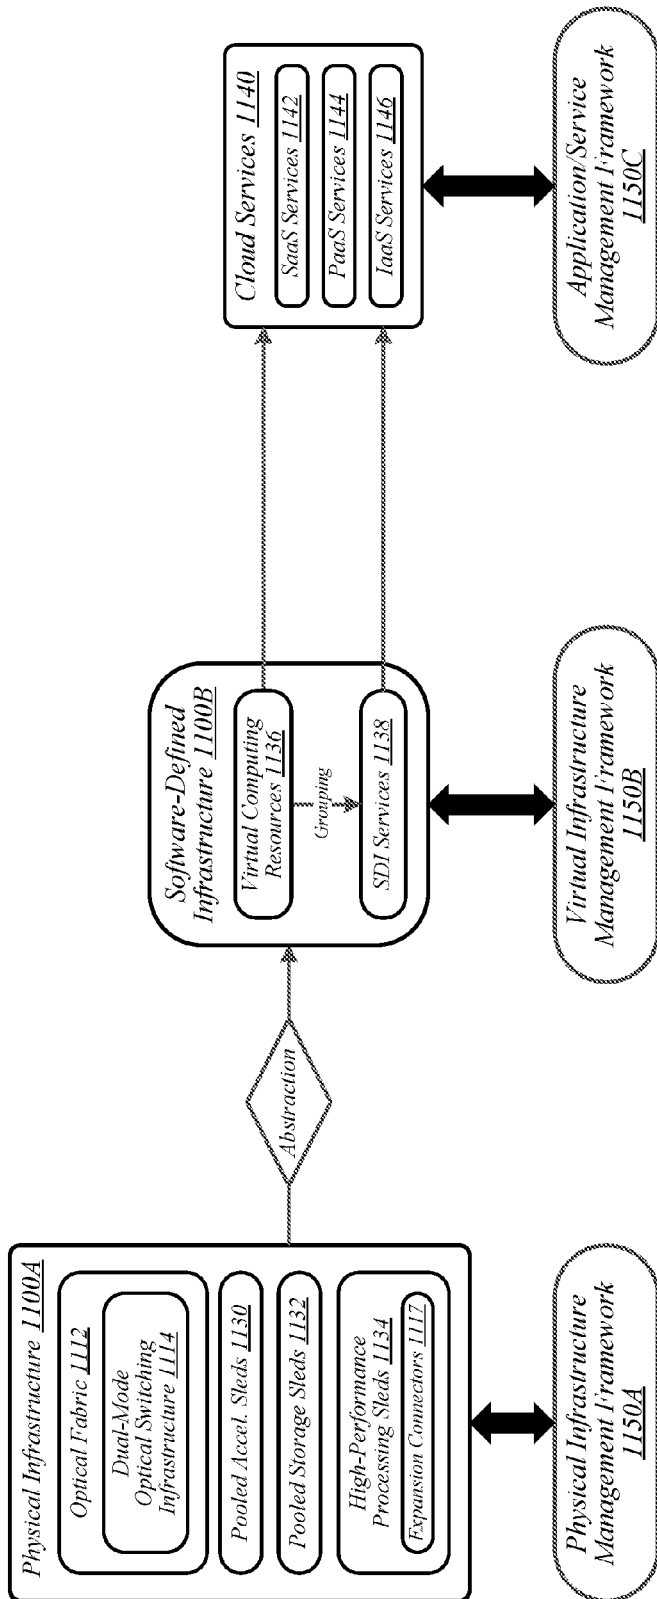 Physical Infrastructure 1100A
Optical Fabric 1112
Dual-Mode
Optical Switching
Infrastructure 1114
Pooled Accel. Sleds 1130
Pooled Storage Sleds 1132
High-Performance
Processing Sleds 1134
Expansion Connectors 1117
Physical Infrastructure
Management Framework
1150A
Abstraction
Software-Defined
Infrastructure 1100B
Virtual Computing
Resources 1136
Grouping
SDI Services 1138
Virtual Infrastructure
Management Framework
1150B
Cloud Services 1140
SaaS Services 1142
PaaS Services 1144
IaaS Services 1146
Application/Service
Management Framework
1150C